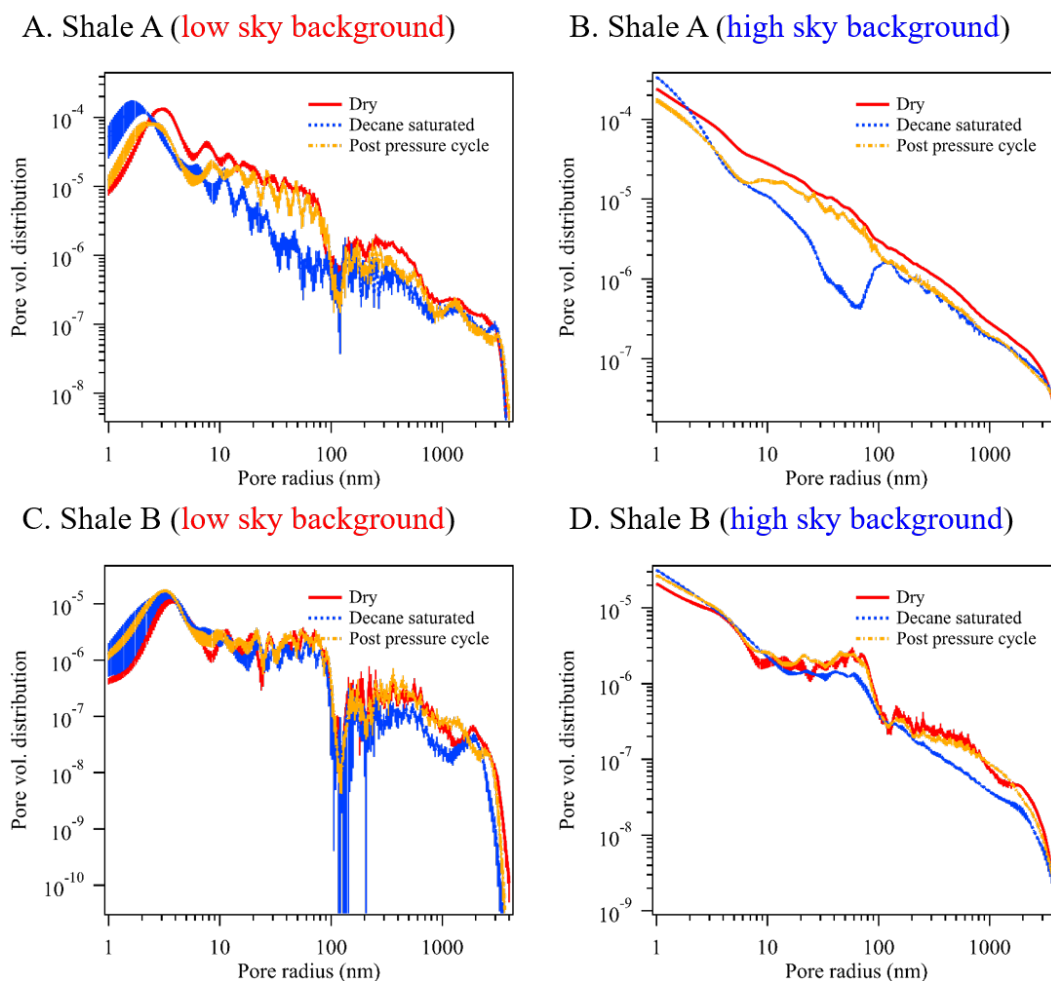 A. Shale A (low sky background)
B. Shale A (high sky background)
Pore vol. distribution
10-4
10-5
10-6
10-7
10-8
Dry
Decane saturated
Post pressure cycle
1
10
100
1000
Pore radius (nm)
Pore vol. distribution
10-4
10-5
10-6
10-7
Dry
Decane saturated
Post pressure cycle
1
10
100
1000
Pore radius (nm)
C. Shale B (low sky background)
D. Shale B (high sky background)
Pore vol. distribution
10-5
10-6
10-7
10-8
10-9
10-10
Dry
Decane saturated
Post pressure cycle
1
10
100
1000
Pore radius (nm)
Pore vol. distribution
10-5
10-6
10-7
10-8
10-9
Dry
Decane saturated
Post pressure cycle
1
10
100
1000
Pore radius (nm)